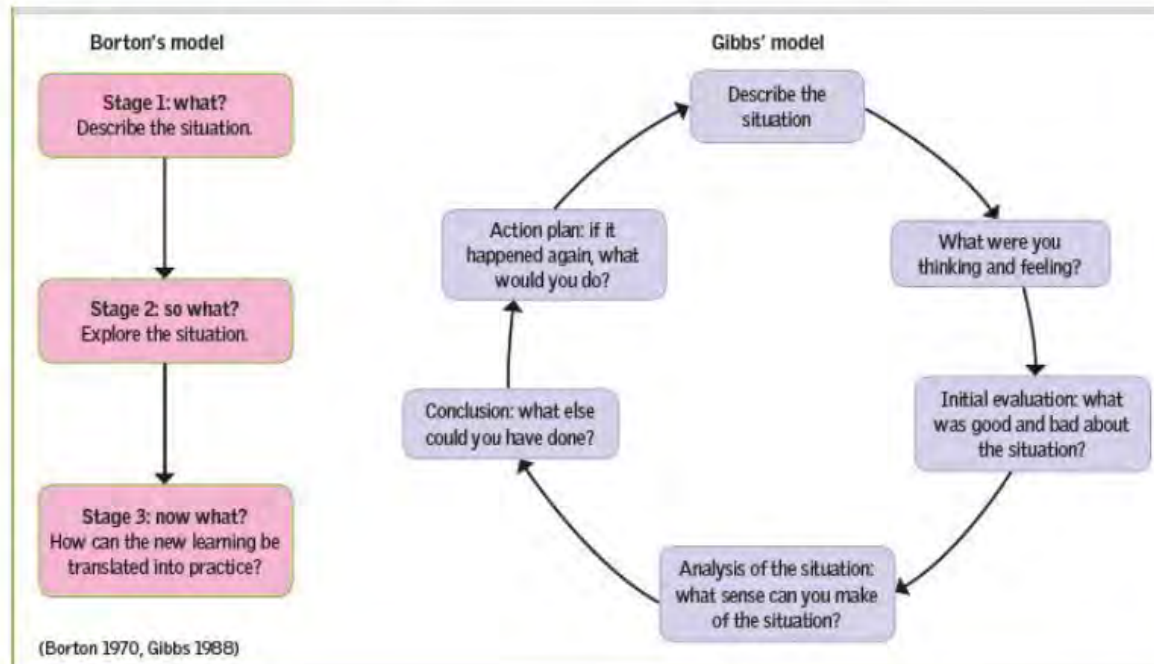 Borton's model
Stage 1: what?
Describe the situation.
Stage 2: so what?
Explore the situation.
Stage 3: now what?
How can the new learning be
translated into practice?
(Borton 1970, Gibbs 1988)
Gibbs' model
Describe the
situation
What were you
thinking and feeling?
Initial evaluation: what
was good and bad about
the situation?
Analysis of the situation:
what sense can you make
of the situation?
Conclusion: what else
could you have done?
Action plan: if it
happened again, what
would you do?